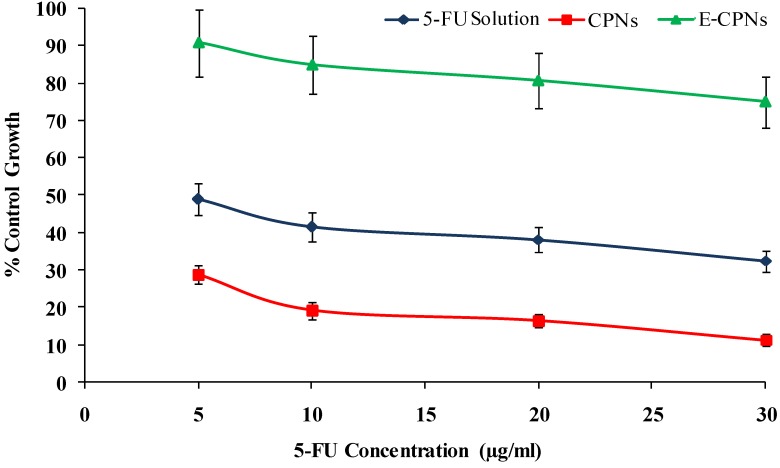 5-FU Solution CPNs E-CPNs
100
90
80
70
60
50
40
30
20
10
0
% Control Growth
0 5 10 15 20 25 30
5-FU Concentration (µg/ml)